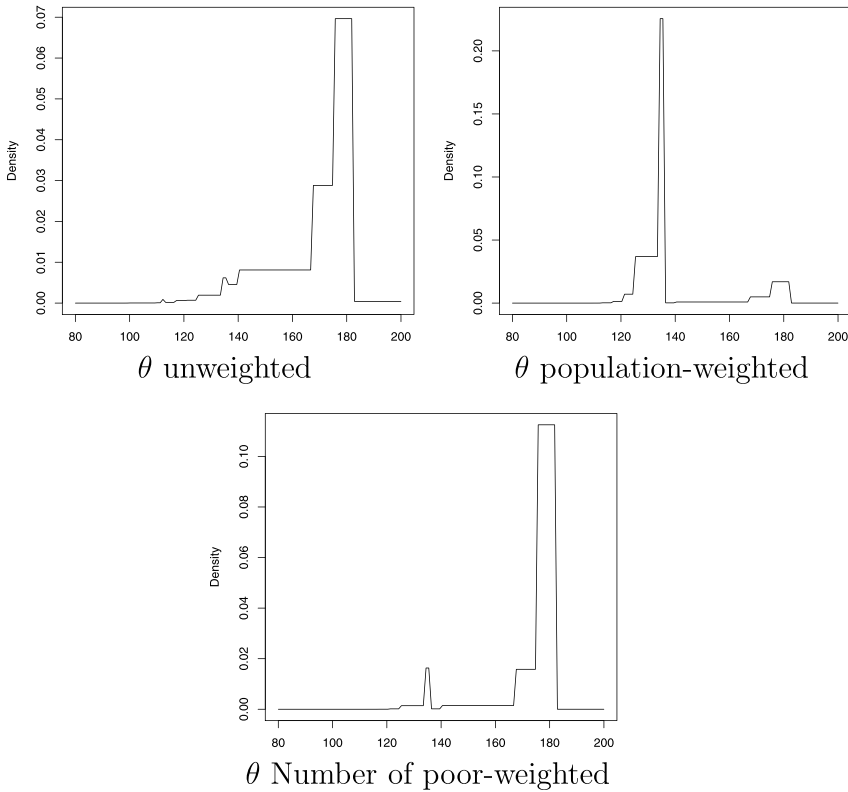 0.07
0.06
0.05
0.04
0.03
0.02
0.01
0.00
Density
80 100 120 140 160 180 200
θ unweighted
0.20
0.15
0.10
0.05
0.00
Density
80 100 120 140 160 180 200
θ population-weighted
0.10
0.08
0.06
0.04
0.02
0.00
Density
80 100 120 140 160 180 200
θ Number of poor-weighted